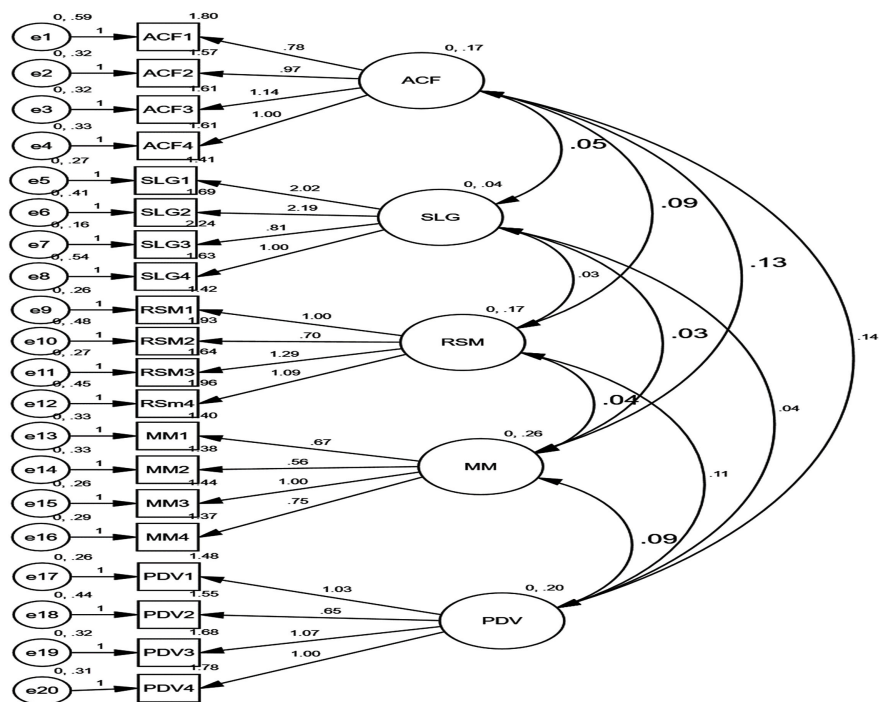 0, .59
1.80
e1
1
ACF1
.78
0, .32
1.57
0, .17
e2
1
ACF2
.97
ACF
0, .32
1.61
e3
1
ACF3
1.14
0, .33
1.61
1.00
e4
1
ACF4
0, .27
1.41
.05
e5
1
SLG1
2.02
0, .41
1.69
0, .04
e6
1
SLG2
2.19
SLG
.09
0, .16
2.24
e7
1
SLG3
.81
0, .54
1.63
1.00
.13
e8
1
SLG4
.03
0, .26
1.42
e9
1
RSM1
1.00
0, .17
0, .48
1.93
.03
.14
e10
1
RSM2
.70
RSM
0, .27
1.64
e11
1
RSM3
1.29
0, .45
1.96
1.09
.04
.04
e12
1
RSm4
0, .33
1.40
0, .26
e13
1
MM1
.67
0, .33
1.38
e14
1
MM2
.56
MM
.11
0, .26
1.44
e15
1
MM3
1.00
0, .29
1.37
.75
e16
1
MM4
.09
0, .26
1.48
e17
1
PDV1
1.03
0, .20
0, .44
1.55
e18
1
PDV2
.65
PDV
0, .32
1.68
e19
1
PDV3
1.07
0, .31
1.78
1.00
e20
1
PDV4